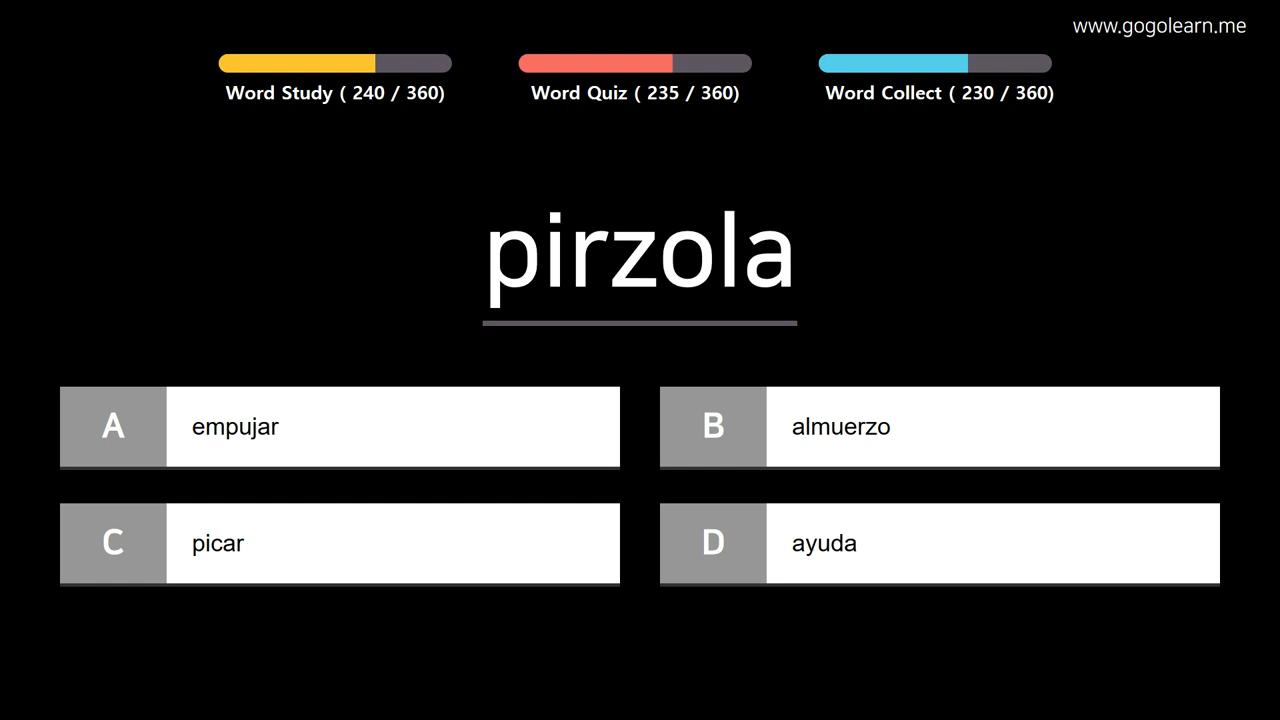 www.gogolearn.me
Word Study ( 240 / 360)
Word Quiz ( 235 / 360)
Word Collect ( 230 / 360)
pirzola
A empujar
B almuerzo
C picar
D ayuda